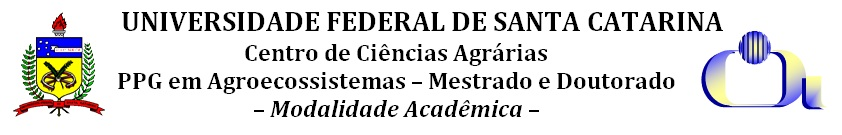 UNIVERSIDADE FEDERAL DE SANTA CATARINA
Centro de Ciências Agrárias
PPG em Agroecossistemas – Mestrado e Doutorado
– Modalidade Acadêmica –